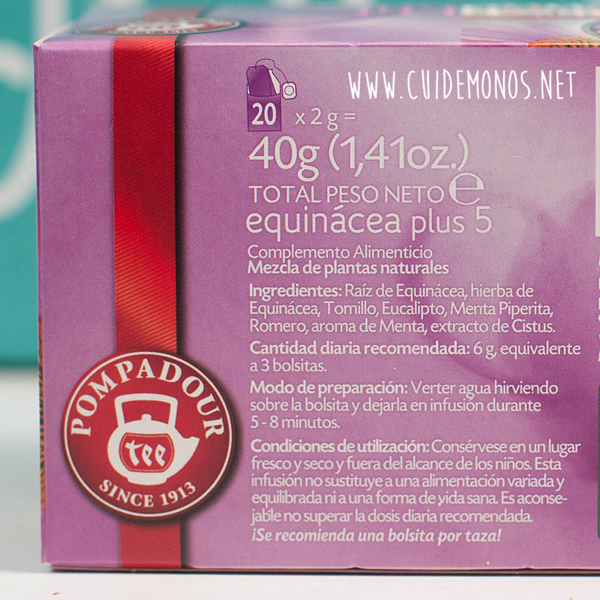 WWW.CUIDEMONOS.NET
20 x 2 g =
40g (1,41oz.)
TOTAL PESO NETO e
equinácea plus 5
Complemento Alimenticio
Mezcla de plantas naturales
Ingredientes: Raíz de Equinácea, hierba de
Equinácea, Tomillo, Eucalipto, Menta Piperita,
Romero, aroma de Menta, extracto de Cistus.
Cantidad diaria recomendada: 6 g, equivalente
a 3 bolsitas.
Modo de preparación: Verter agua hirviendo
sobre la bolsita y dejarla en infusión durante
5 - 8 minutos.
Condiciones de utilización: Consérvese en un lugar
fresco y seco y fuera del alcance de los niños. Esta
infusión no sustituye a una alimentación variada y
equilibrada ni a una forma de vida sana. Es aconse-
jable no superar la dosis diaria recomendada.
¡Se recomienda una bolsita por taza!
POMPADOUR
tee
SINCE 1913